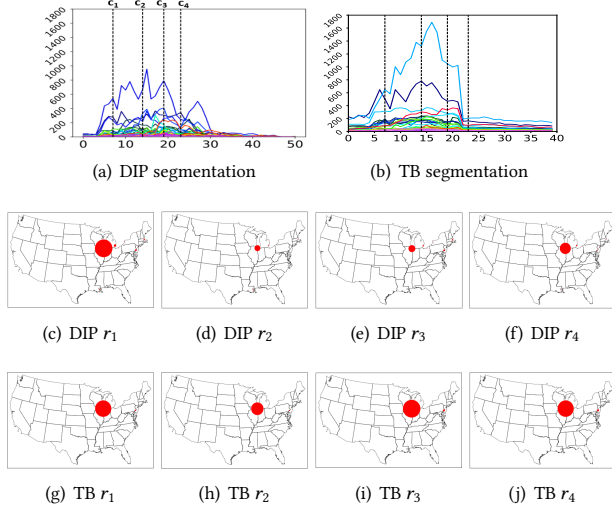 c₁ c₂ c₃ c₄
1800
1600
1400
1200
1000
800
600
400
200
0
0 10 20 30 40 50
(a) DIP segmentation
1800
1600
1400
1200
1000
800
600
400
200
0
0 5 10 15 20 25 30 35 40
(b) TB segmentation
(c) DIP r₁ (d) DIP r₂ (e) DIP r₃ (f) DIP r₄
(g) TB r₁ (h) TB r₂ (i) TB r₃ (j) TB r₄